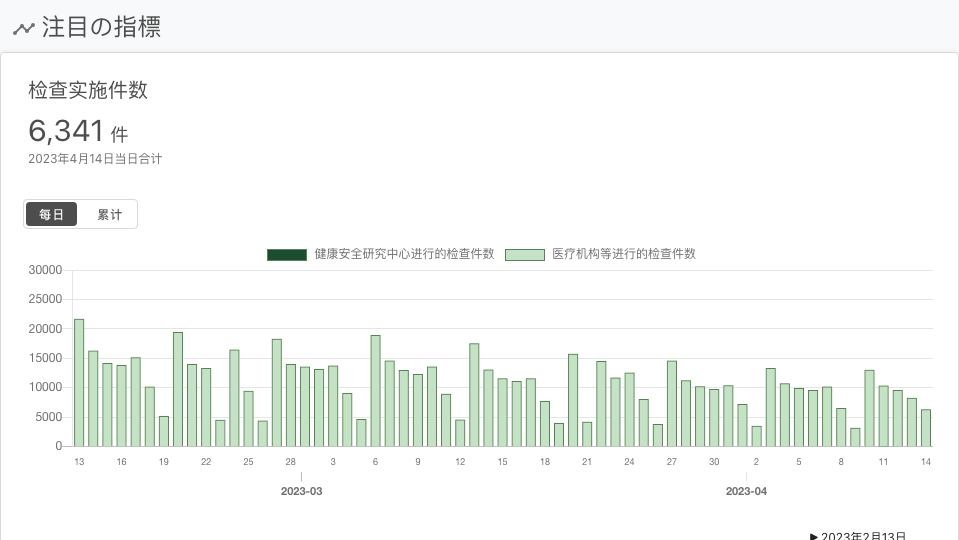 注目の指標
检查实施件数
6,341 件
2023年4月14日当日合计
每日 累计
健康安全研究中心进行的检查件数 医疗机构等进行的检查件数
30000
25000
20000
15000
10000
5000
0
13 16 19 22 25 28 3 6 9 12 15 18 21 24 27 30 2 5 8 11 14
2023-03 2023-04
▶ 2023年2月13日